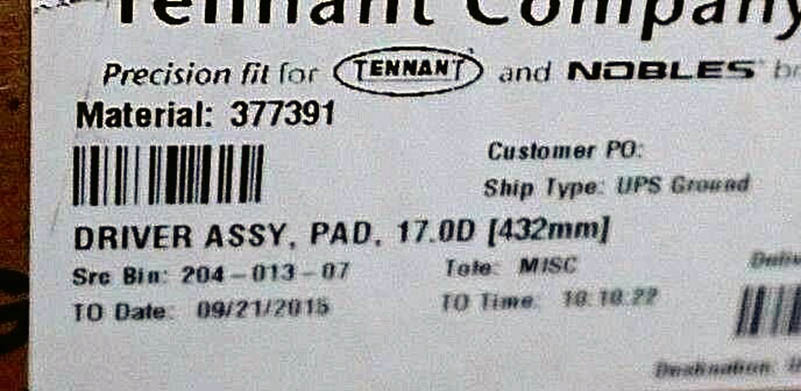 Tennant Company
Precision fit for TENNANT and NOBLES
Material: 377391
Customer PO:
Ship Type: UPS Ground
DRIVER ASSY, PAD, 17.0D [432mm]
Src Bin: 204-013-07
Tote: MISC
TO Date: 09/21/2015
TO Time: 10:10:22
Destination: